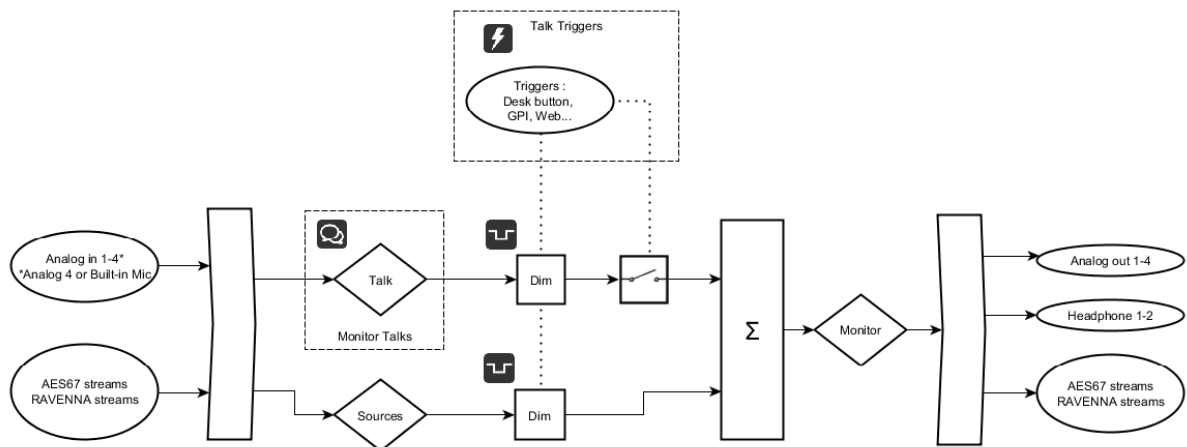 Talk Triggers
Triggers :
Desk button,
GPI, Web...
Analog in 1-4*
*Analog 4 or Built-in Mic
Talk
Dim
Monitor Talks
AES67 streams
RAVENNA streams
Sources
Dim
Σ
Monitor
Analog out 1-4
Headphone 1-2
AES67 streams
RAVENNA streams